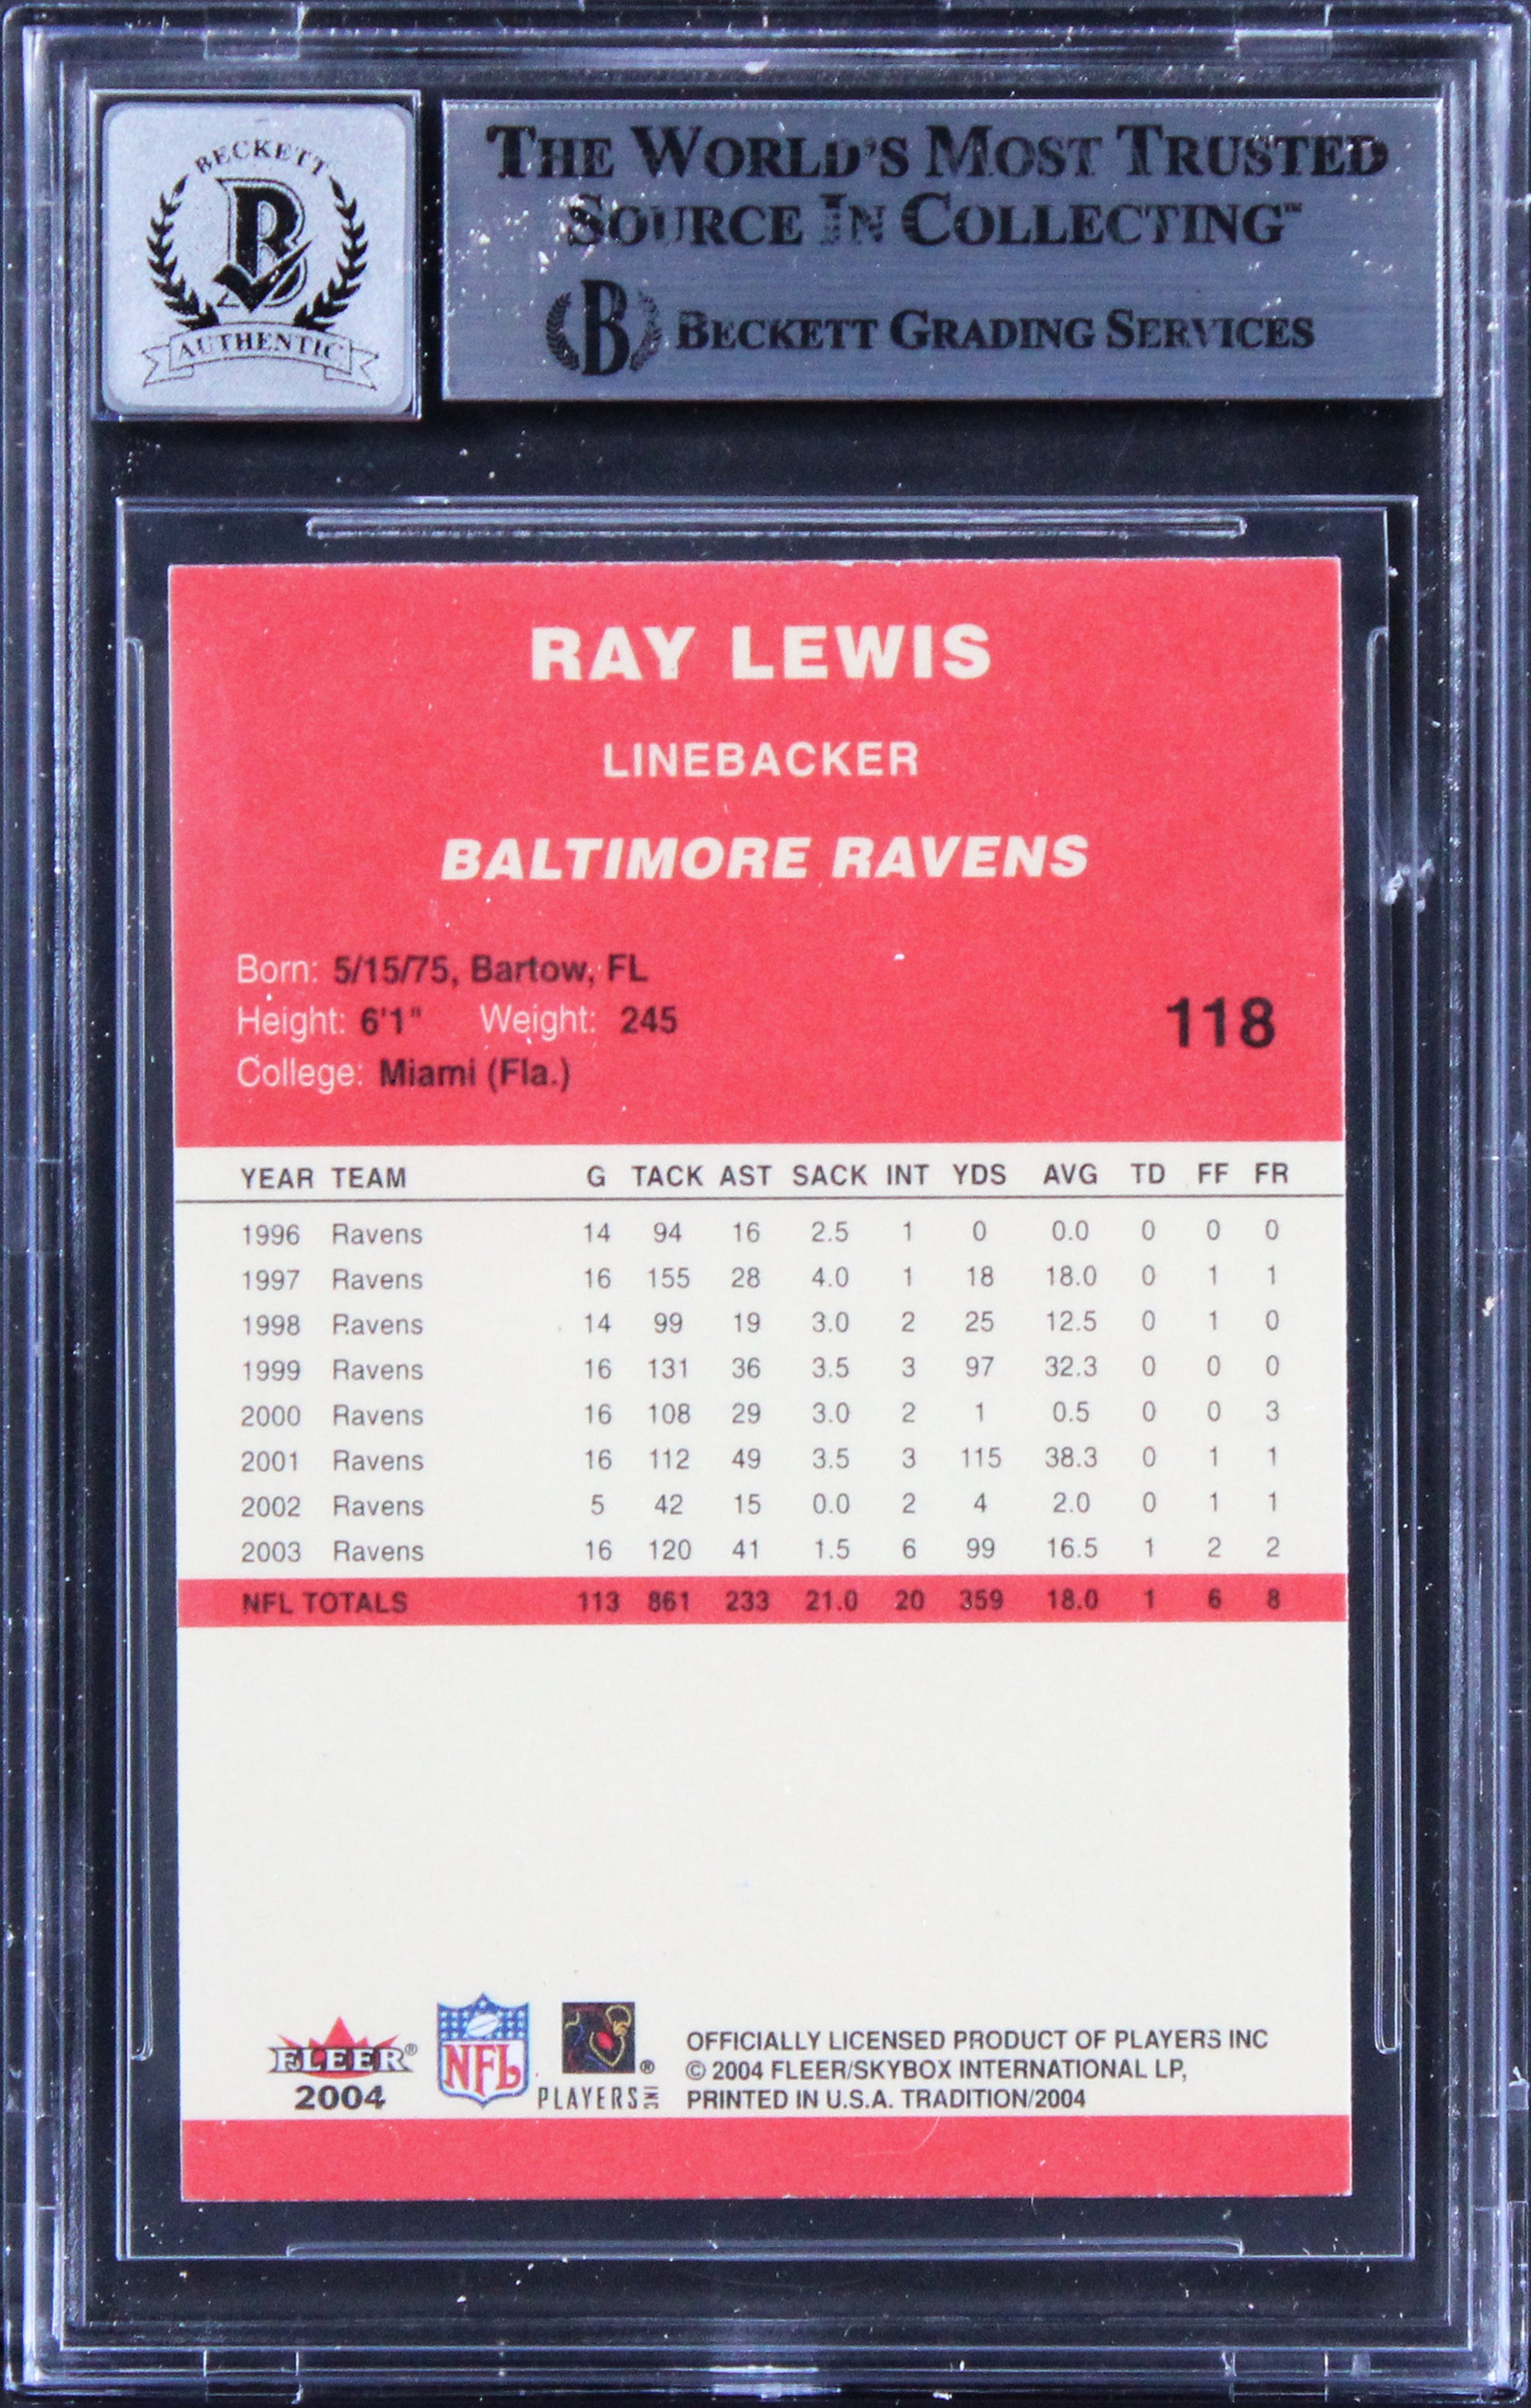 BECKETT
B
AUTHENTIC
THE WORLD'S MOST TRUSTED
SOURCE IN COLLECTING™
B BECKETT GRADING SERVICES
RAY LEWIS
LINEBACKER
BALTIMORE RAVENS
Born: 5/15/75, Bartow, FL
Height: 6'1" Weight: 245
College: Miami (Fla.)
118
YEAR TEAM G TACK AST SACK INT YDS AVG TD FF FR
1996 Ravens 14 94 16 2.5 1 0 0.0 0 0 0
1997 Ravens 16 155 28 4.0 1 18 18.0 0 1 1
1998 Ravens 14 99 19 3.0 2 25 12.5 0 1 0
1999 Ravens 16 131 36 3.5 3 97 32.3 0 0 0
2000 Ravens 16 108 29 3.0 2 1 0.5 0 0 3
2001 Ravens 16 112 49 3.5 3 115 38.3 0 1 1
2002 Ravens 5 42 15 0.0 2 4 2.0 0 1 1
2003 Ravens 16 120 41 1.5 6 99 16.5 1 2 2
NFL TOTALS 113 861 233 21.0 20 359 18.0 1 6 8
FLEER®
2004
NFL
®
PLAYERS INC
OFFICIALLY LICENSED PRODUCT OF PLAYERS INC
© 2004 FLEER/SKYBOX INTERNATIONAL LP,
PRINTED IN U.S.A. TRADITION/2004